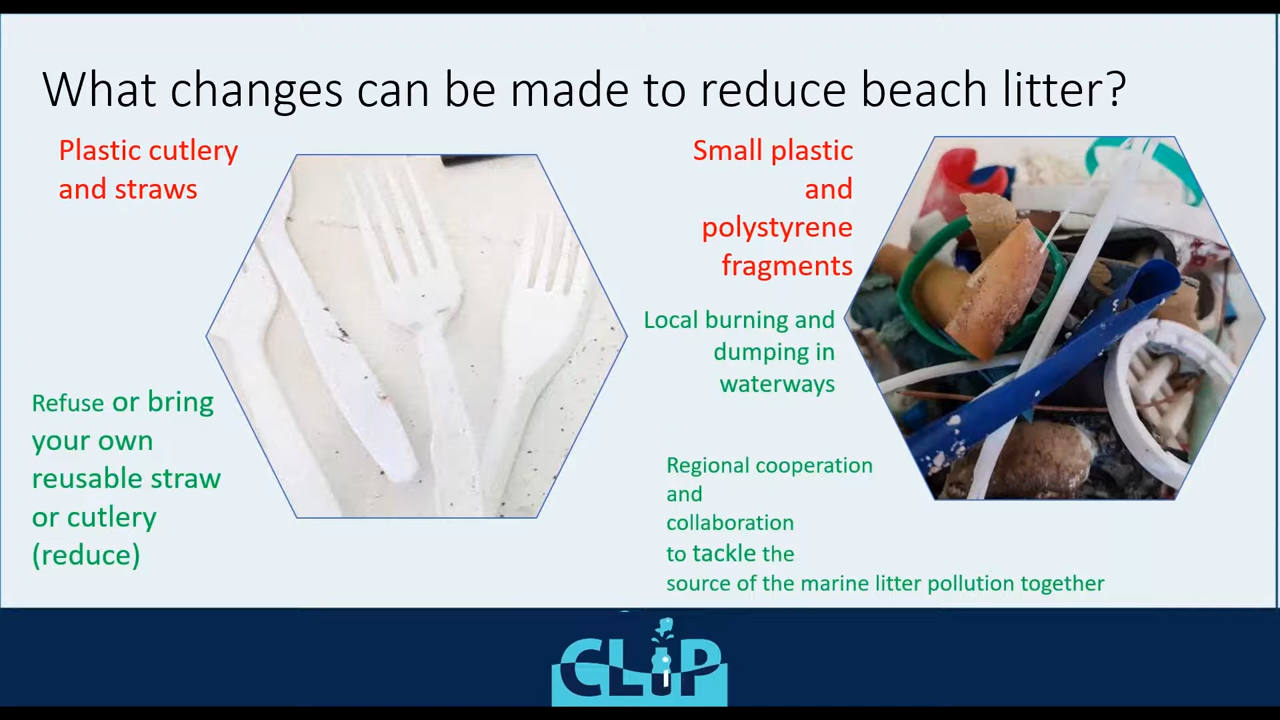 What changes can be made to reduce beach litter?
Plastic cutlery
and straws
Refuse or bring
your own
reusable straw
or cutlery
(reduce)
Small plastic
and
polystyrene
fragments
Local burning and
dumping in
waterways
Regional cooperation
and
collaboration
to tackle the
source of the marine litter pollution together
CLiP